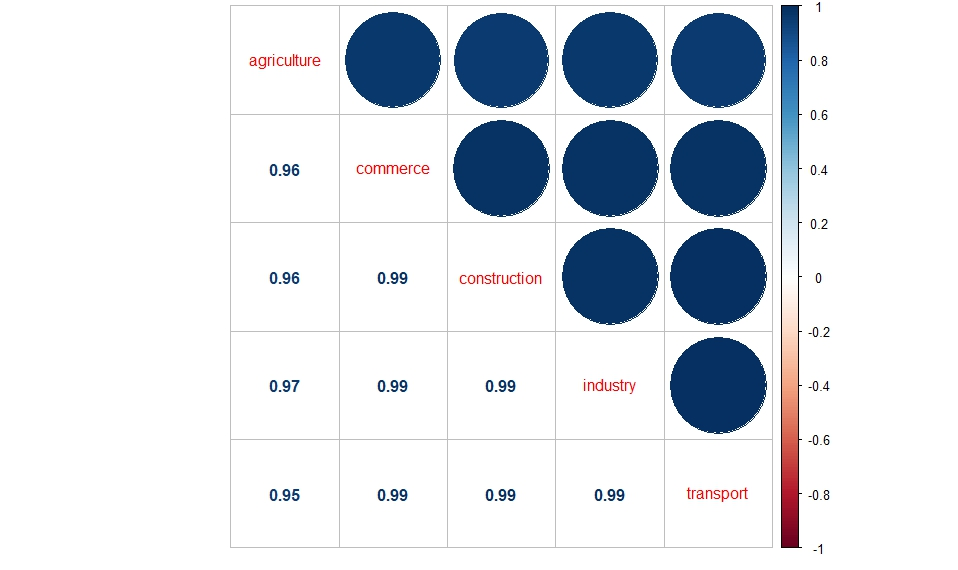 agriculture
0.96 commerce
0.96 0.99 construction
0.97 0.99 0.99 industry
0.95 0.99 0.99 0.99 transport
1
0.8
0.6
0.4
0.2
0
-0.2
-0.4
-0.6
-0.8
-1